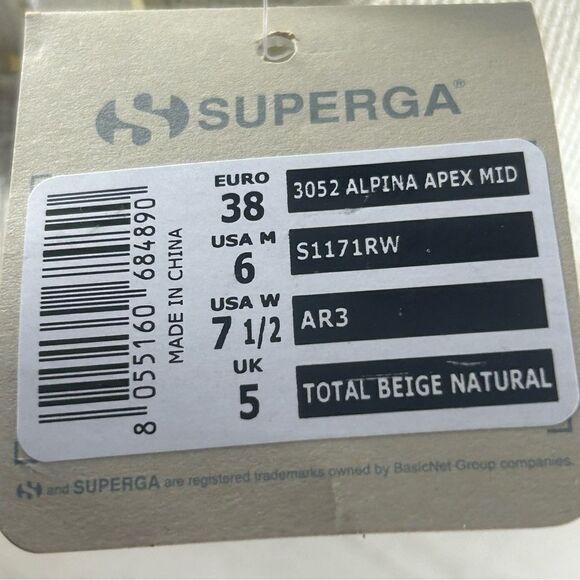 SUPERGA®
EURO
38
USA M
6
USA W
7 1/2
UK
5
3052 ALPINA APEX MID
S1171RW
AR3
TOTAL BEIGE NATURAL
MADE IN CHINA
8 055160 684890
and SUPERGA are registered trademarks owned by BasicNet Group companies.